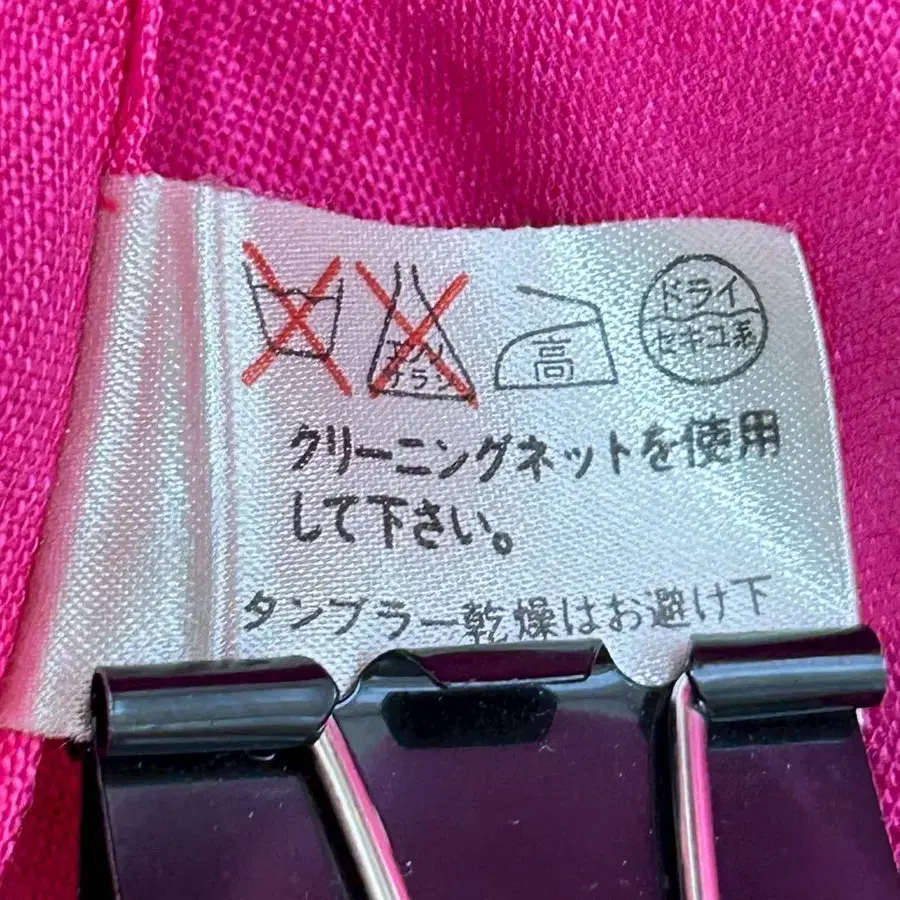 エンソ
サラシ
高
ドライ
セキユ系
クリーニングネットを使用
して下さい。
タンブラー乾燥はお避け下